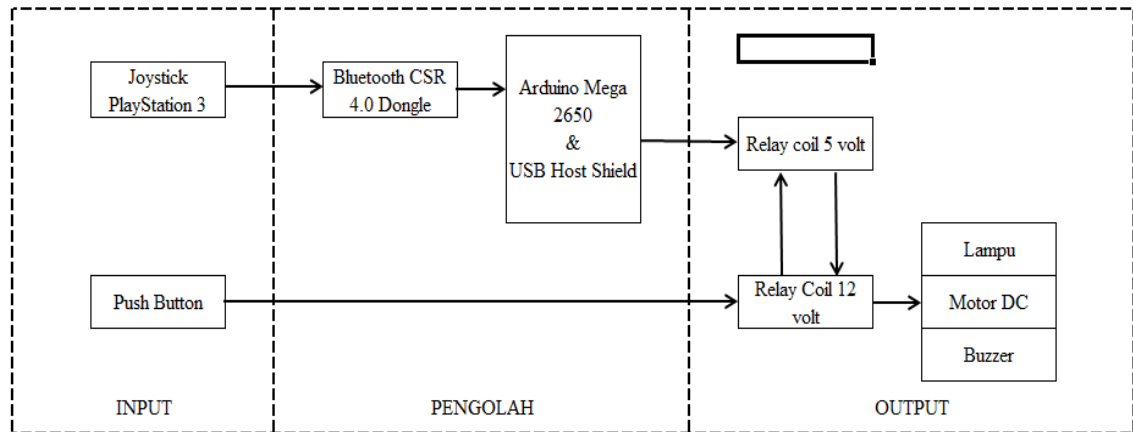 Joystick
PlayStation 3
Bluetooth CSR
4.0 Dongle
Arduino Mega
2650
&
USB Host Shield
Relay coil 5 volt
Push Button
Relay Coil 12
volt
Lampu
Motor DC
Buzzer
INPUT
PENGOLAH
OUTPUT